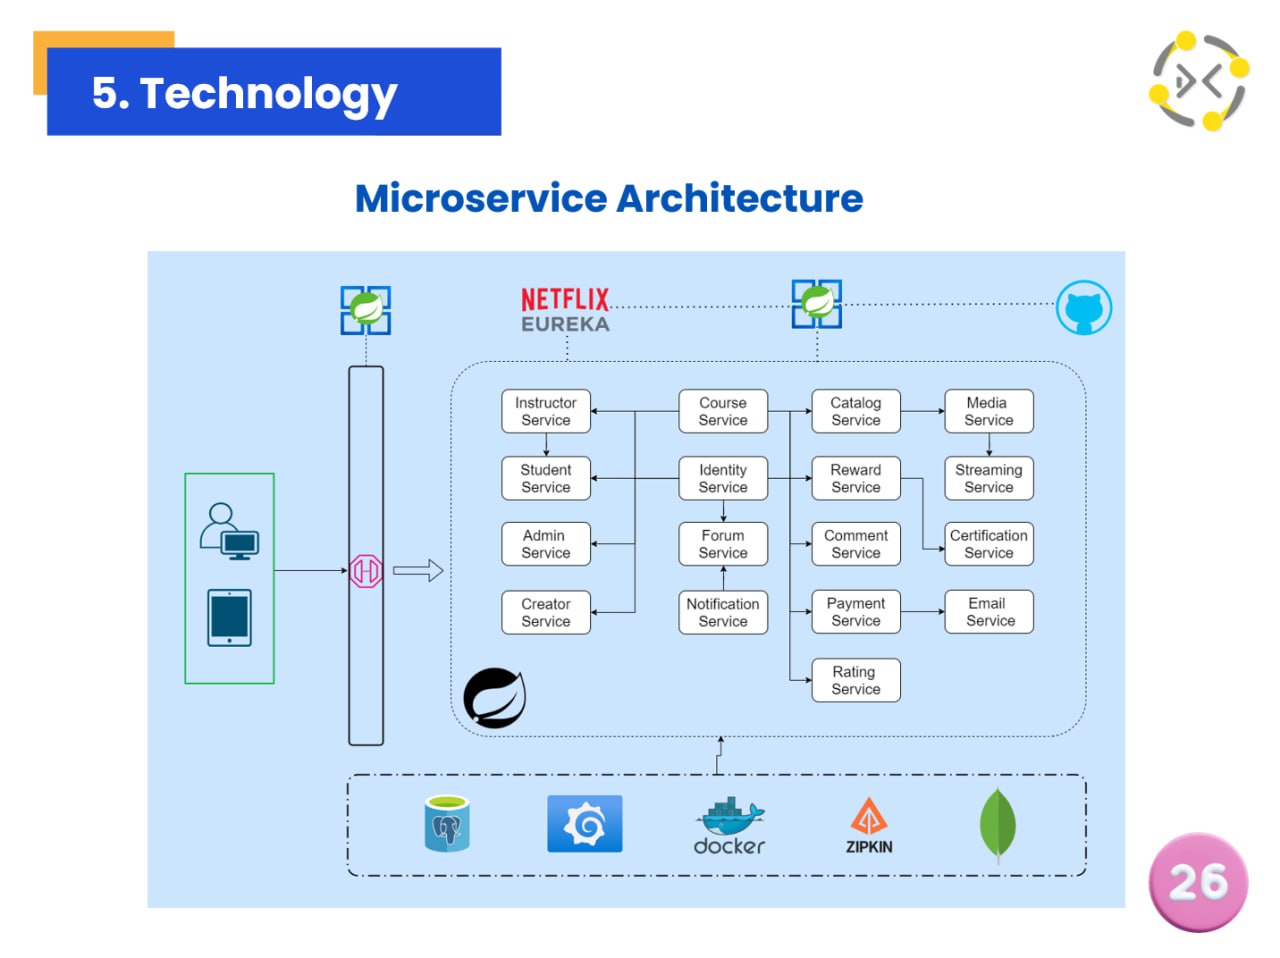 5. Technology
Microservice Architecture
NETFLIX
EUREKA
Instructor
Service
Course
Service
Catalog
Service
Media
Service
Student
Service
Identity
Service
Reward
Service
Streaming
Service
Admin
Service
Forum
Service
Comment
Service
Certification
Service
Creator
Service
Notification
Service
Payment
Service
Email
Service
Rating
Service
docker
ZIPKIN
26